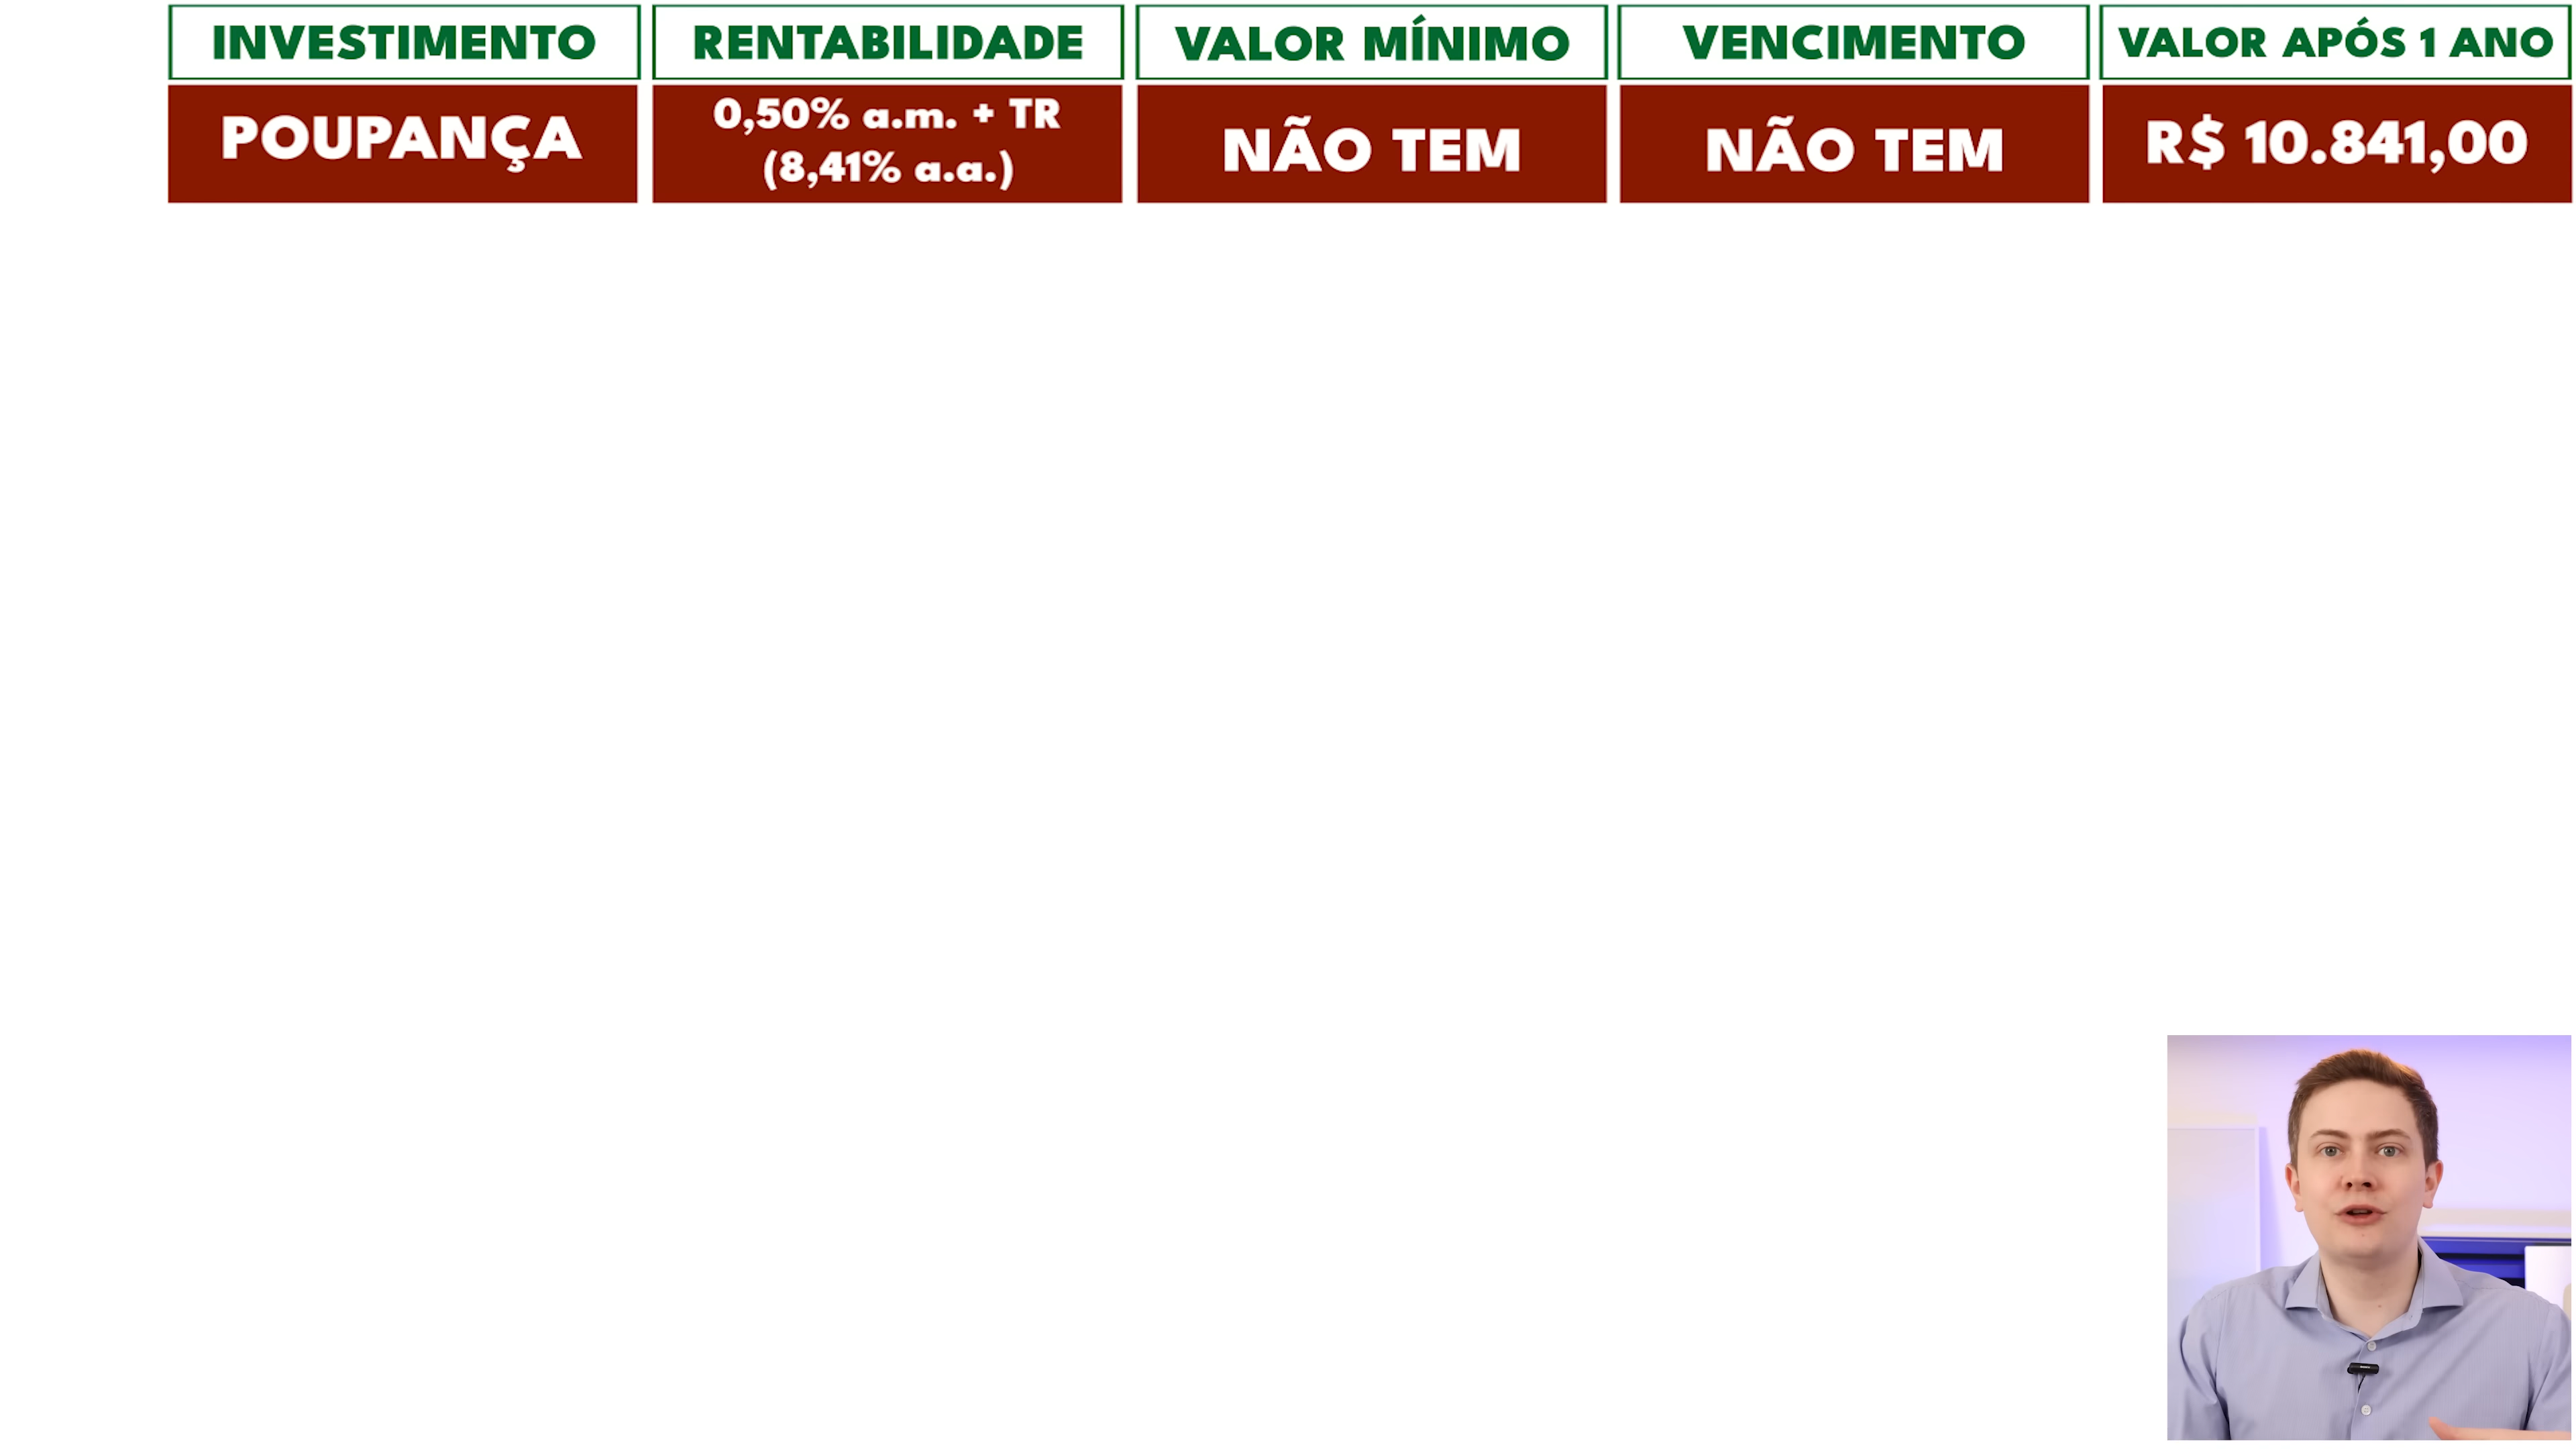 INVESTIMENTO
RENTABILIDADE
VALOR MÍNIMO
VENCIMENTO
VALOR APÓS 1 ANO
POUPANÇA
0,50% a.m. + TR
(8,41% a.a.)
NÃO TEM
NÃO TEM
R$ 10.841,00